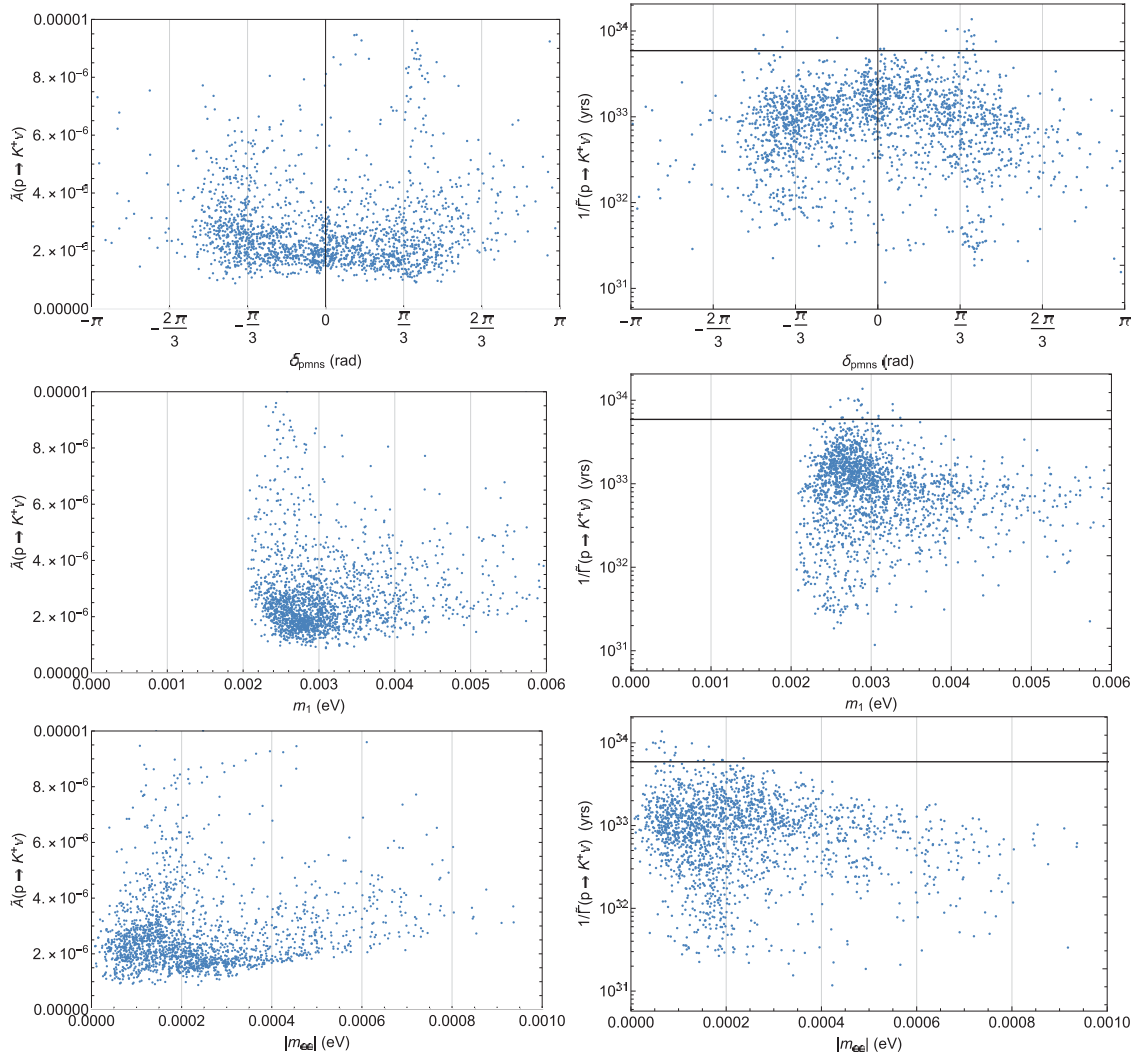 0.00001
8. × 10⁻⁶
6. × 10⁻⁶
4. × 10⁻⁶
2. × 10⁻⁶
0.00000
Ã(p → K⁺ν)
-π
-2π/3
-π/3
0
π/3
2π/3
π
δpmns (rad)
10³⁴
10³³
10³²
10³¹
1/Γ̃(p → K⁺ν) (yrs)
-π
-2π/3
-π/3
0
π/3
2π/3
π
δpmns (rad)
0.00001
8. × 10⁻⁶
6. × 10⁻⁶
4. × 10⁻⁶
2. × 10⁻⁶
0.00000
Ã(p → K⁺ν)
0.000 0.001 0.002 0.003 0.004 0.005 0.006
m₁ (eV)
10³⁴
10³³
10³²
10³¹
1/Γ̃(p → K⁺ν) (yrs)
0.000 0.001 0.002 0.003 0.004 0.005 0.006
m₁ (eV)
0.00001
8. × 10⁻⁶
6. × 10⁻⁶
4. × 10⁻⁶
2. × 10⁻⁶
0.00000
Ã(p → K⁺ν)
0.0000 0.0002 0.0004 0.0006 0.0008 0.0010
|mee| (eV)
10³⁴
10³³
10³²
10³¹
1/Γ̃(p → K⁺ν) (yrs)
0.0000 0.0002 0.0004 0.0006 0.0008 0.0010
|mee| (eV)